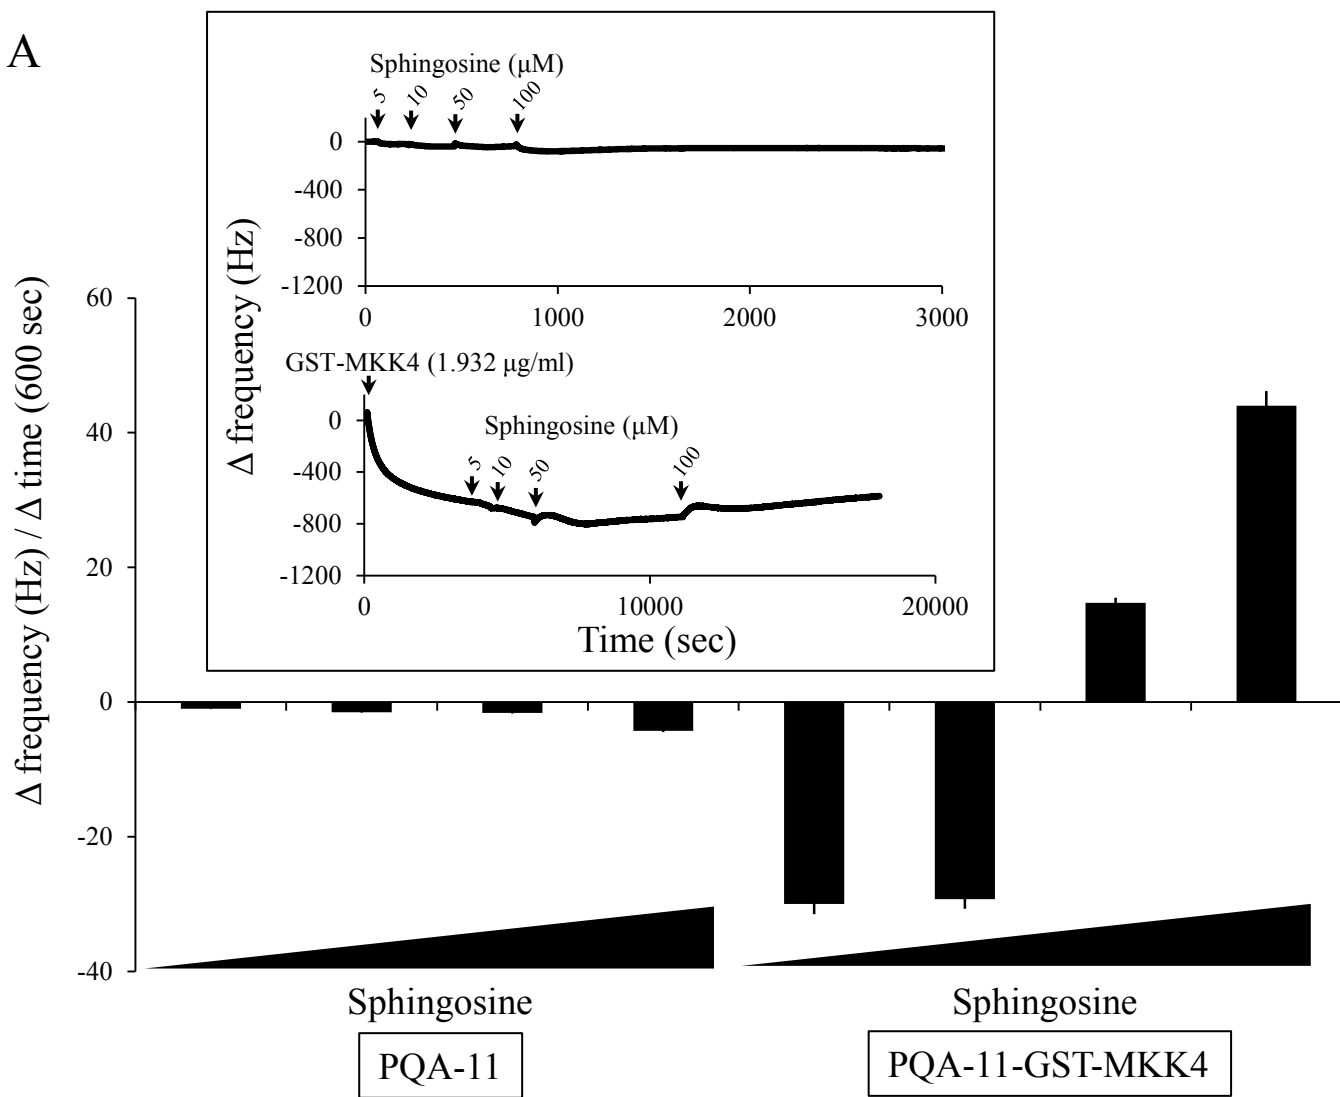 A
Sphingosine (μM)
5 10 50 100
0
-400
-800
-1200
0 1000 2000 3000
GST-MKK4 (1.932 μg/ml)
Sphingosine (μM)
5 10 50 100
0
-400
-800
-1200
0 10000 20000
Time (sec)
Δ frequency (Hz)
Δ frequency (Hz) / Δ time (600 sec)
60
40
20
0
-20
-40
Sphingosine Sphingosine
PQA-11 PQA-11-GST-MKK4